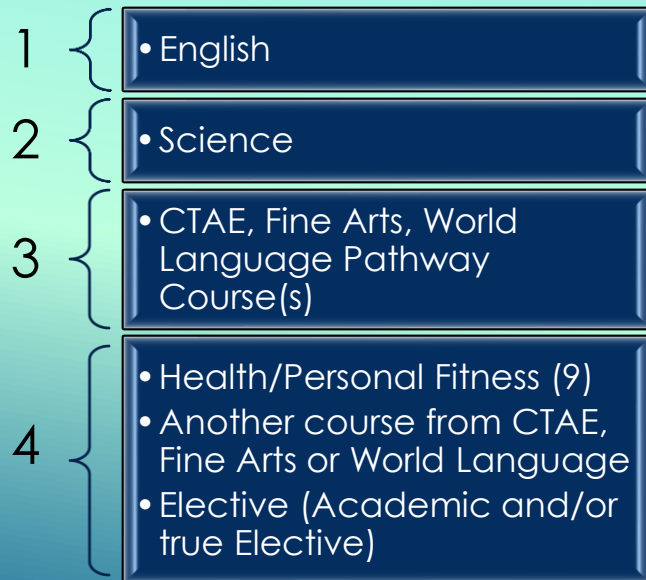 1
• English
2
• Science
3
• CTAE, Fine Arts, World
Language Pathway
Course(s)
4
• Health/Personal Fitness (9)
• Another course from CTAE,
Fine Arts or World Language
• Elective (Academic and/or
true Elective)